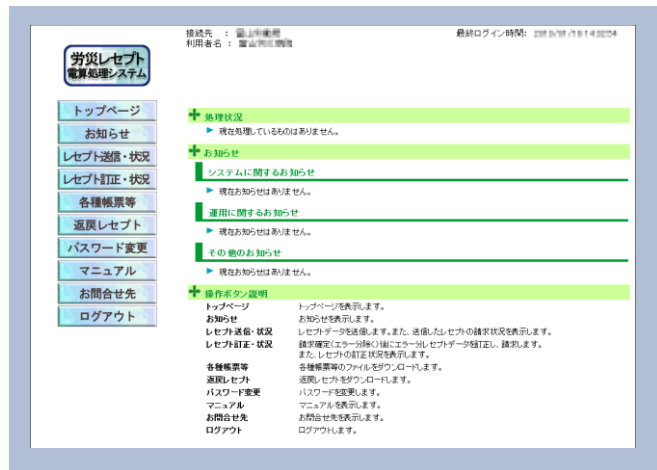 接続先 ：
利用者名 ：
最終ログイン時間:
労災レセプト
電算処理システム
トップページ
お知らせ
レセプト送信・状況
レセプト訂正・状況
各種帳票等
返戻レセプト
パスワード変更
マニュアル
お問合せ先
ログアウト
処理状況
現在処理しているものはありません。
お知らせ
システムに関するお知らせ
現在お知らせはありません。
運用に関するお知らせ
現在お知らせはありません。
その他のお知らせ
現在お知らせはありません。
操作ボタン説明
トップページ トップページを表示します。
お知らせ お知らせを表示します。
レセプト送信・状況 レセプトデータを送信します。また、送信したレセプトの請求状況を表示します。
レセプト訂正・状況 請求確定(エラー分除く)後にエラー分レセプトデータを訂正し、請求します。
また、レセプトの訂正状況を表示します。
各種帳票等 各種帳票等のファイルをダウンロードします。
返戻レセプト 返戻レセプトをダウンロードします。
パスワード変更 パスワードを変更します。
マニュアル マニュアルを表示します。
お問合せ先 お問合せ先を表示します。
ログアウト ログアウトします。